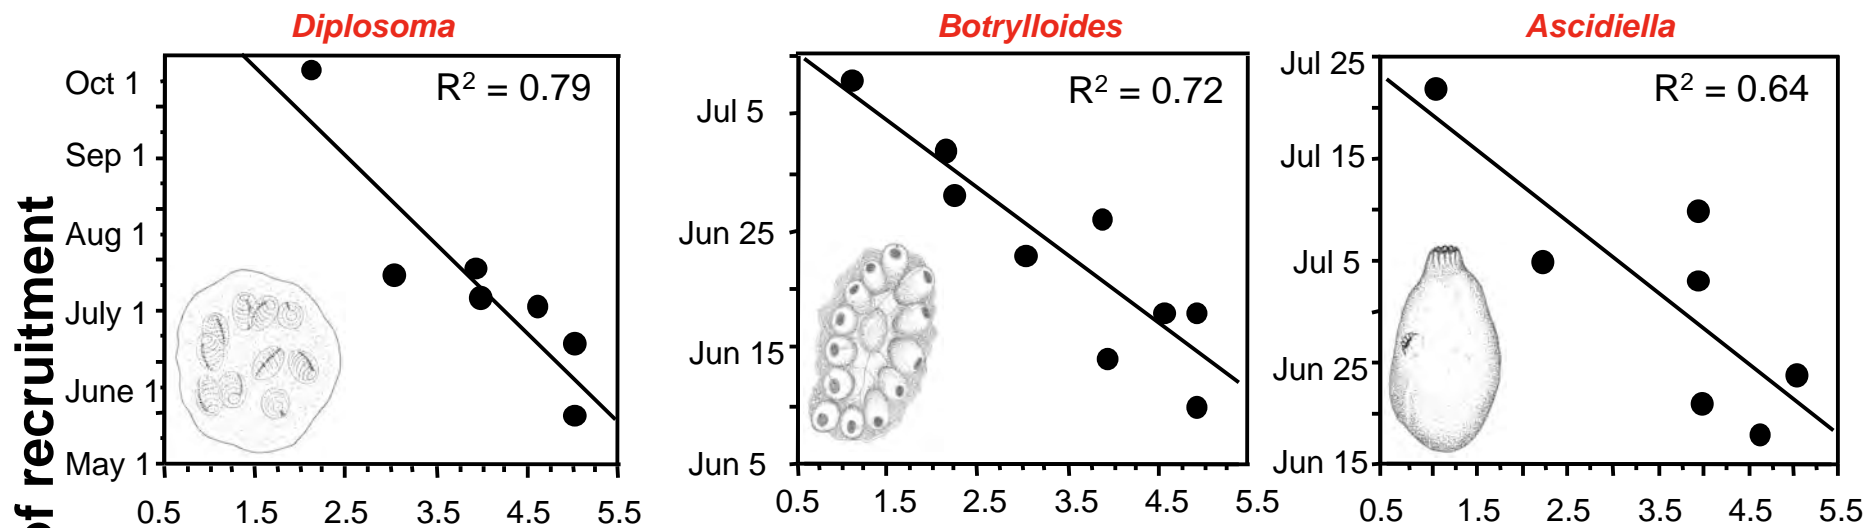 Diplosoma
Botrylloides
Ascidiella
of recruitment
R² = 0.79
Oct 1
Sep 1
Aug 1
July 1
June 1
May 1
0.5 1.5 2.5 3.5 4.5 5.5
R² = 0.72
Jul 5
Jun 25
Jun 15
Jun 5
0.5 1.5 2.5 3.5 4.5 5.5
R² = 0.64
Jul 25
Jul 15
Jul 5
Jun 25
Jun 15
0.5 1.5 2.5 3.5 4.5 5.5